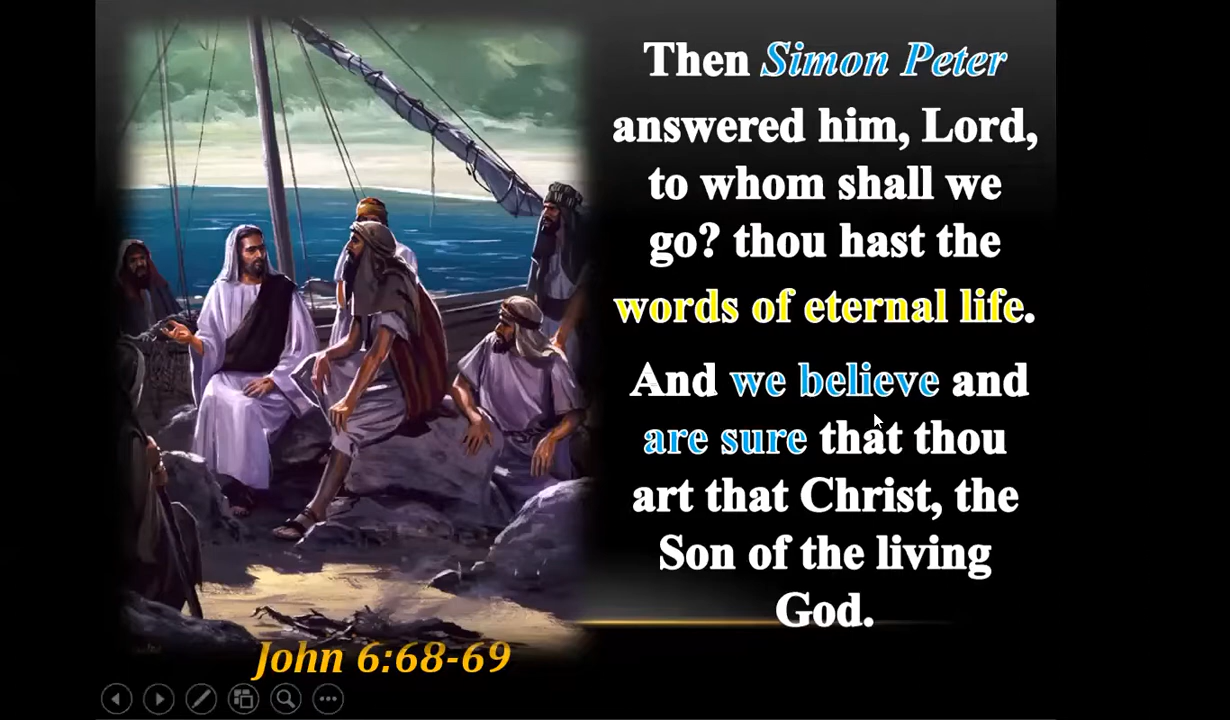 Then Simon Peter
answered him, Lord,
to whom shall we
go? thou hast the
words of eternal life.
And we believe and
are sure that thou
art that Christ, the
Son of the living
God.
John 6:68-69